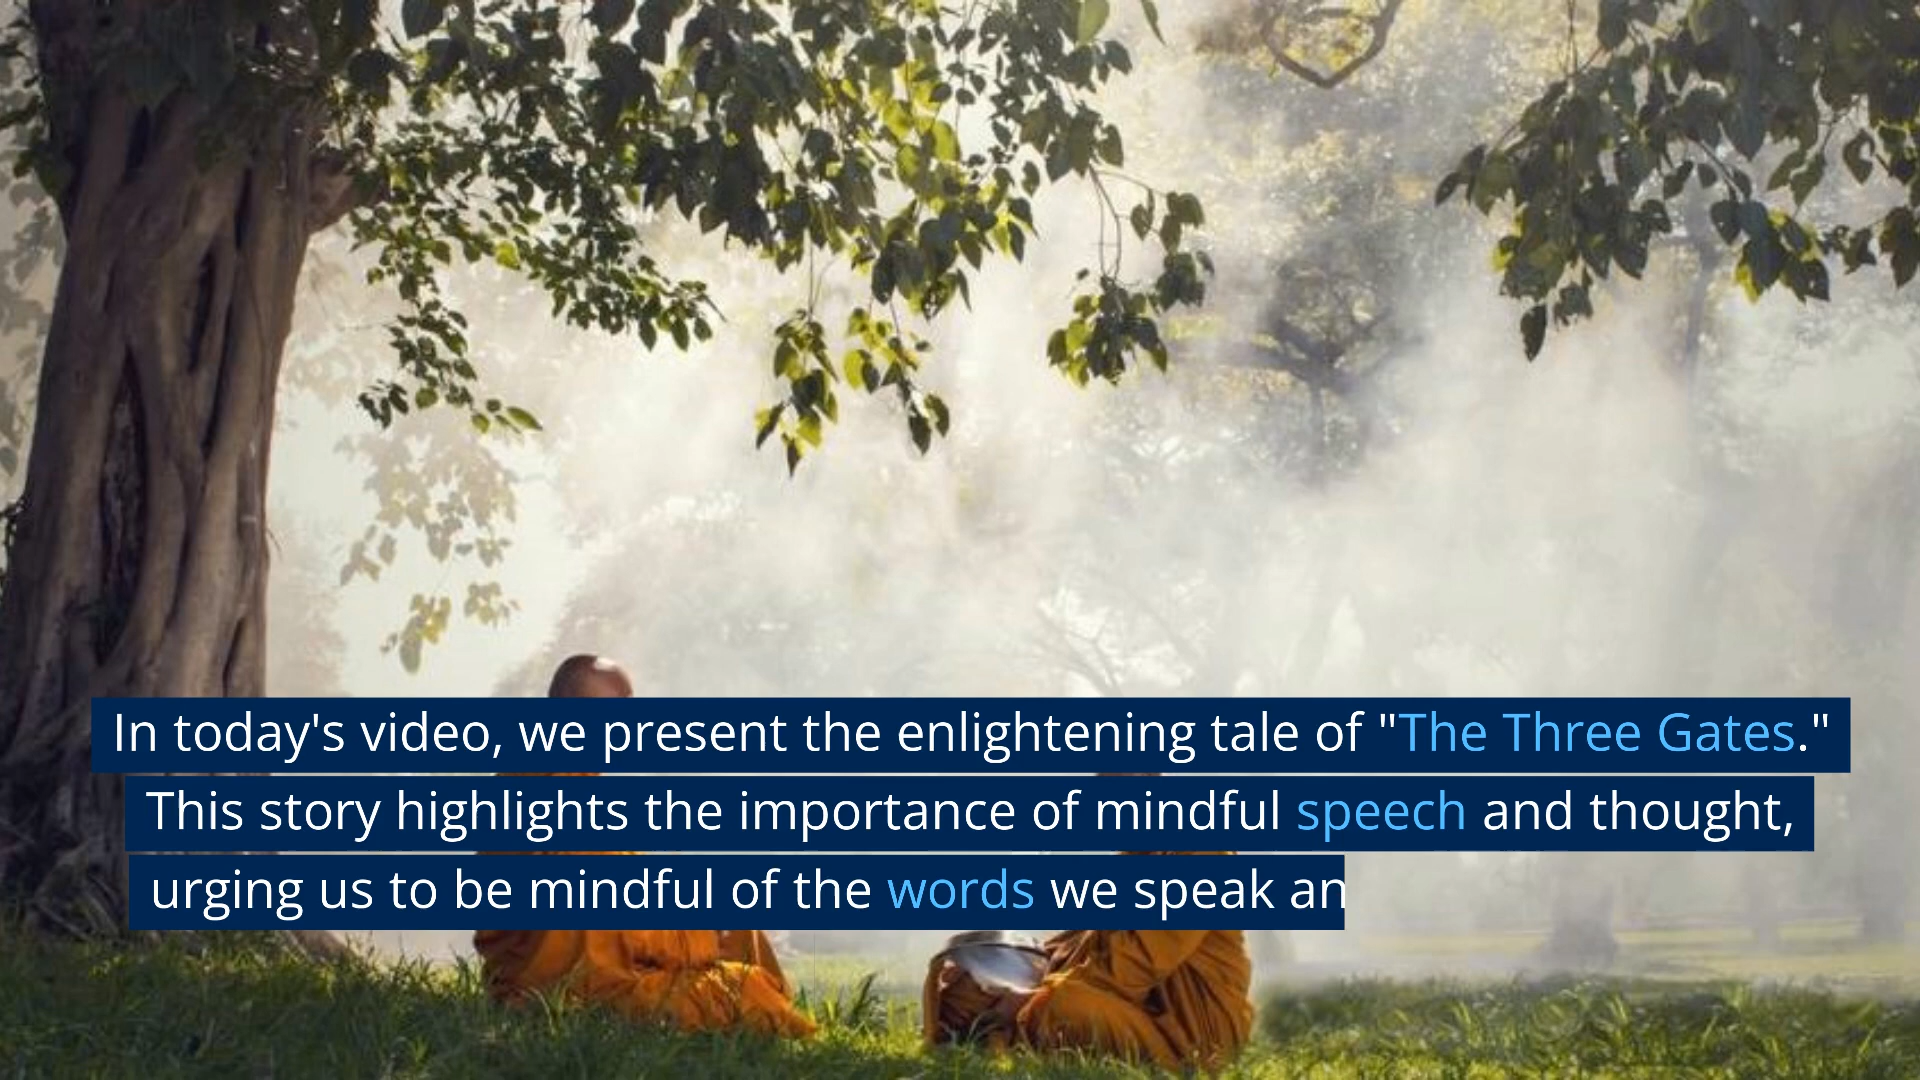 In today's video, we present the enlightening tale of "The Three Gates."
This story highlights the importance of mindful speech and thought,
urging us to be mindful of the words we speak an